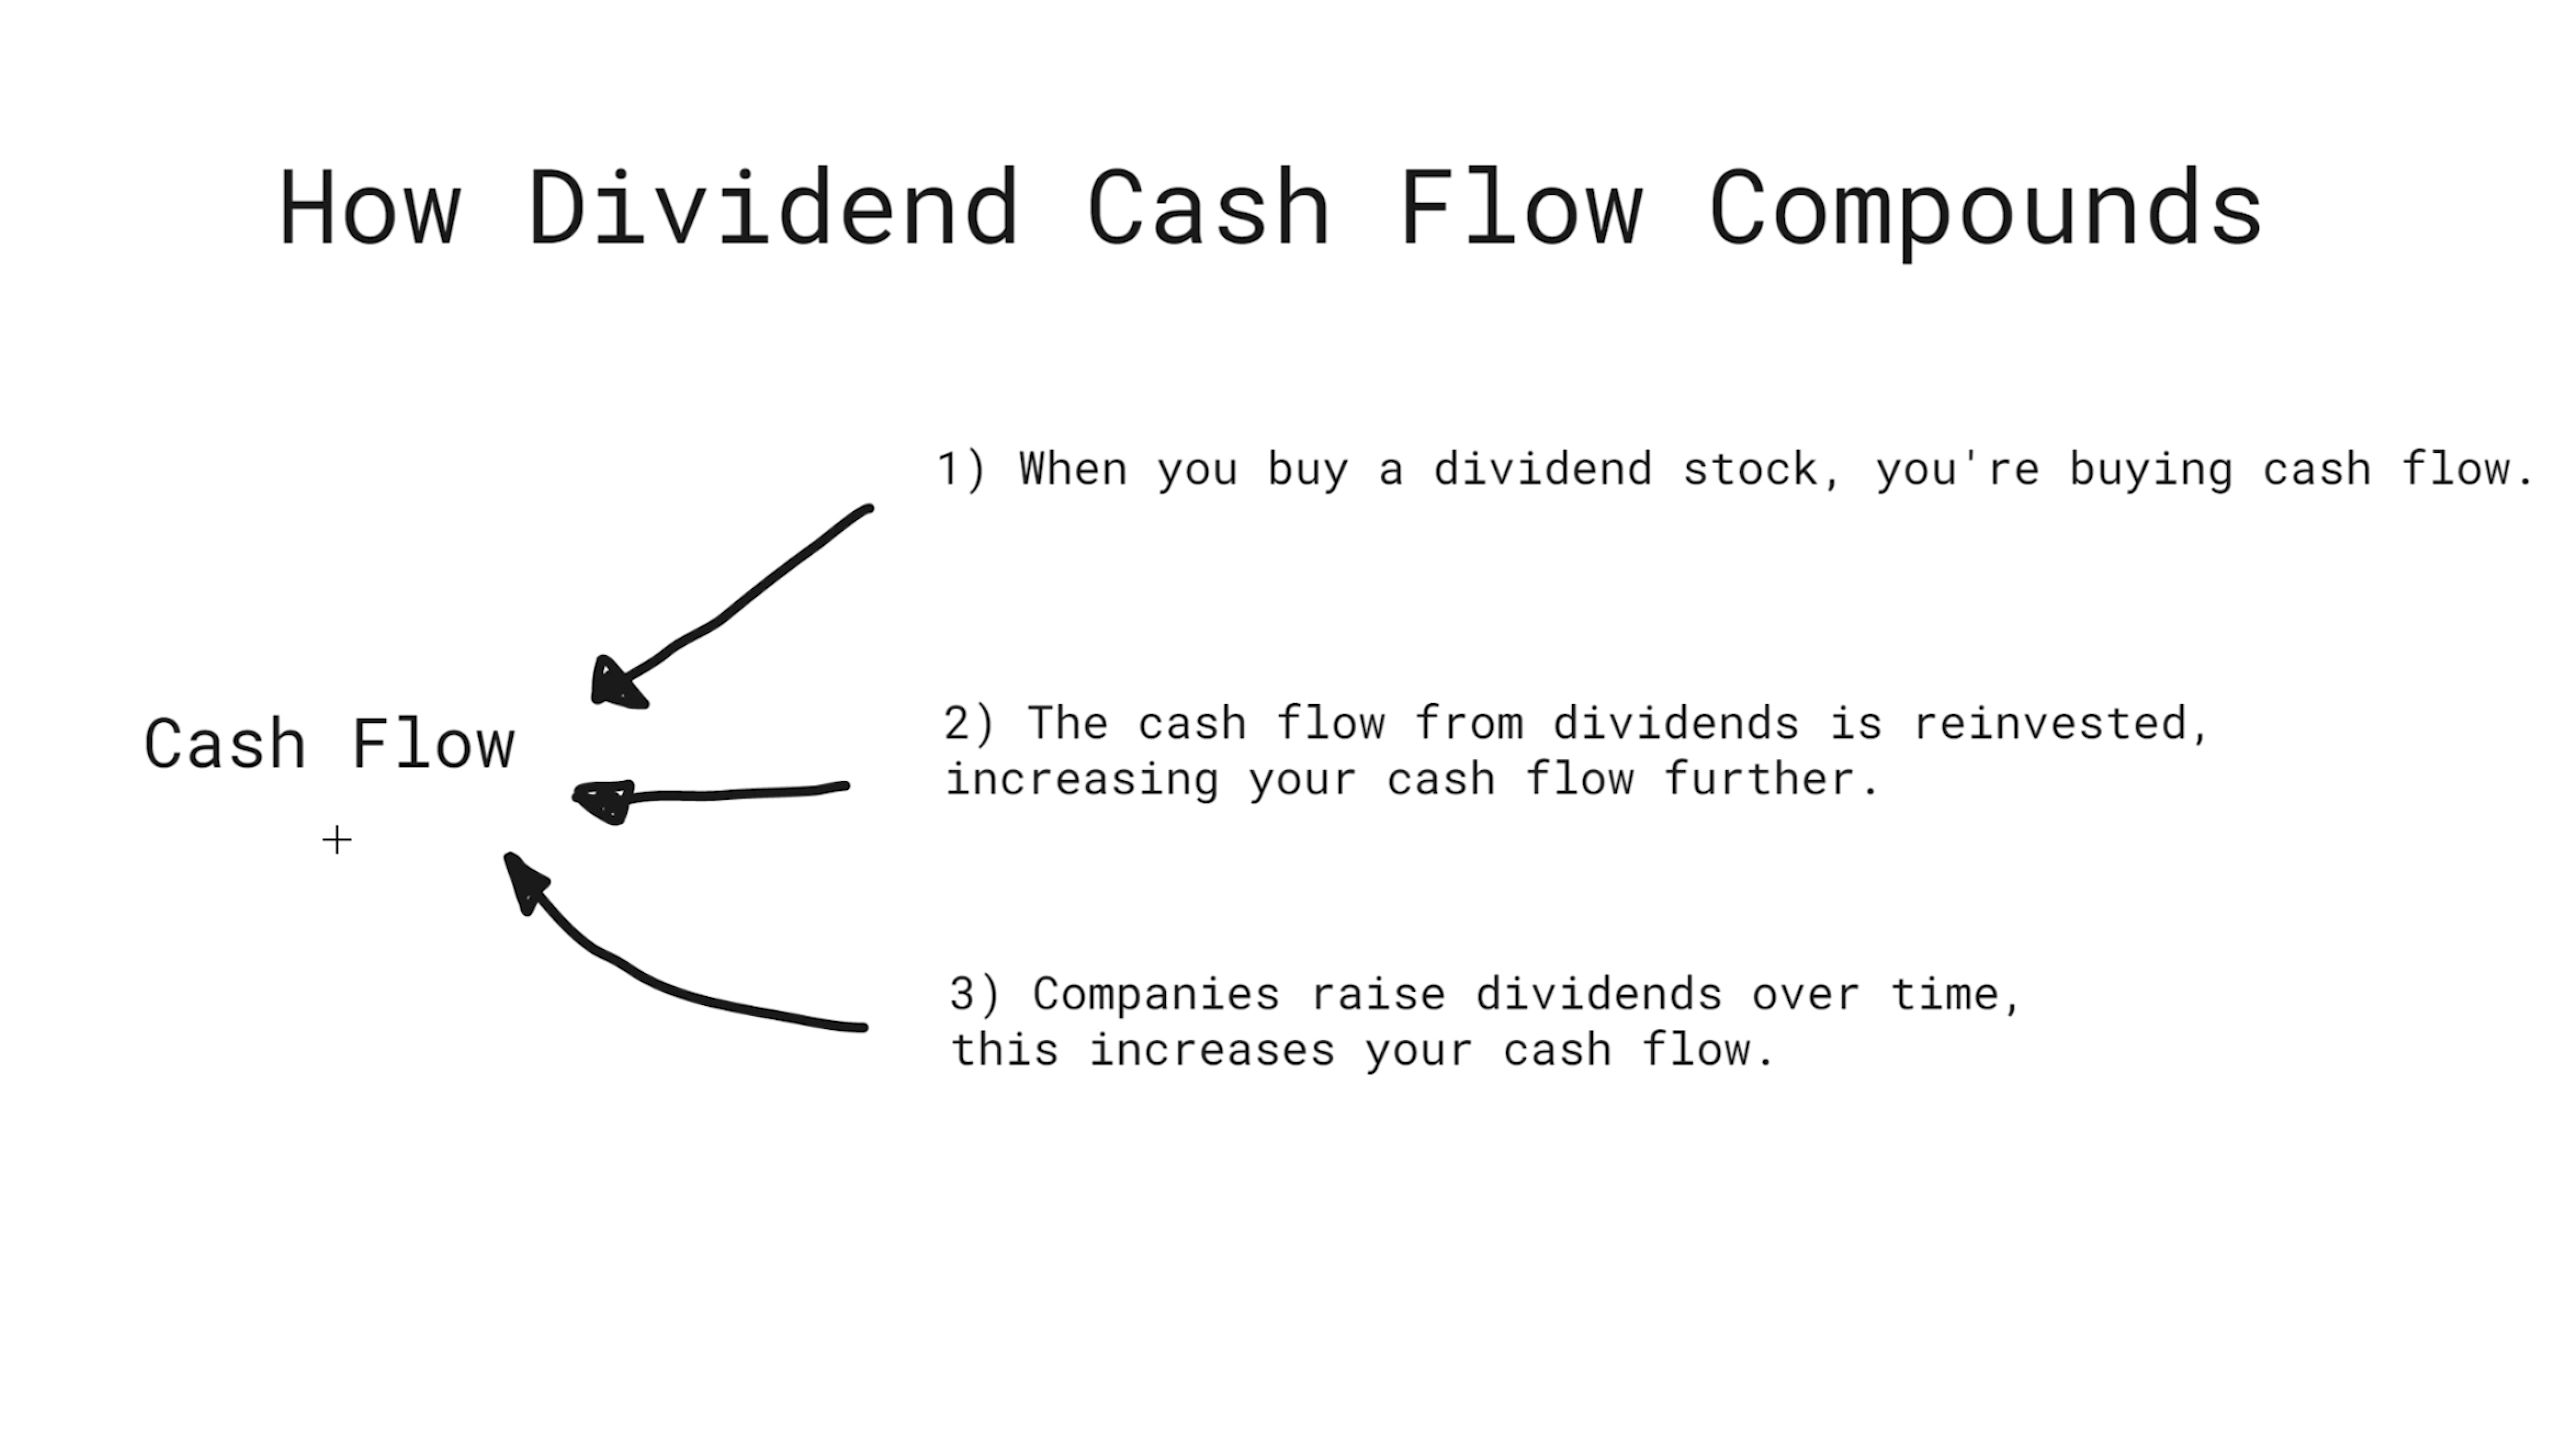 How Dividend Cash Flow Compounds
1) When you buy a dividend stock, you're buying cash flow.
Cash Flow
2) The cash flow from dividends is reinvested,
increasing your cash flow further.
3) Companies raise dividends over time,
this increases your cash flow.